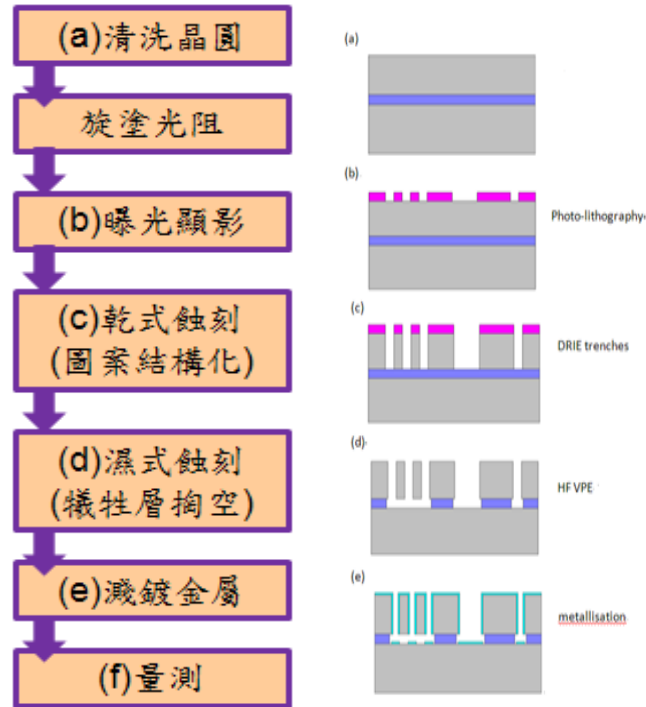 (a)清洗晶圓
旋塗光阻
(b)曝光顯影
(c)乾式蝕刻
(圖案結構化)
(d)濕式蝕刻
(犠牲層掏空)
(e)濺鍍金屬
(f)量測
(a)
(b)
Photo-lithography
(c)
DRIE trenches
(d)
HF VPE
(e)
metallisation